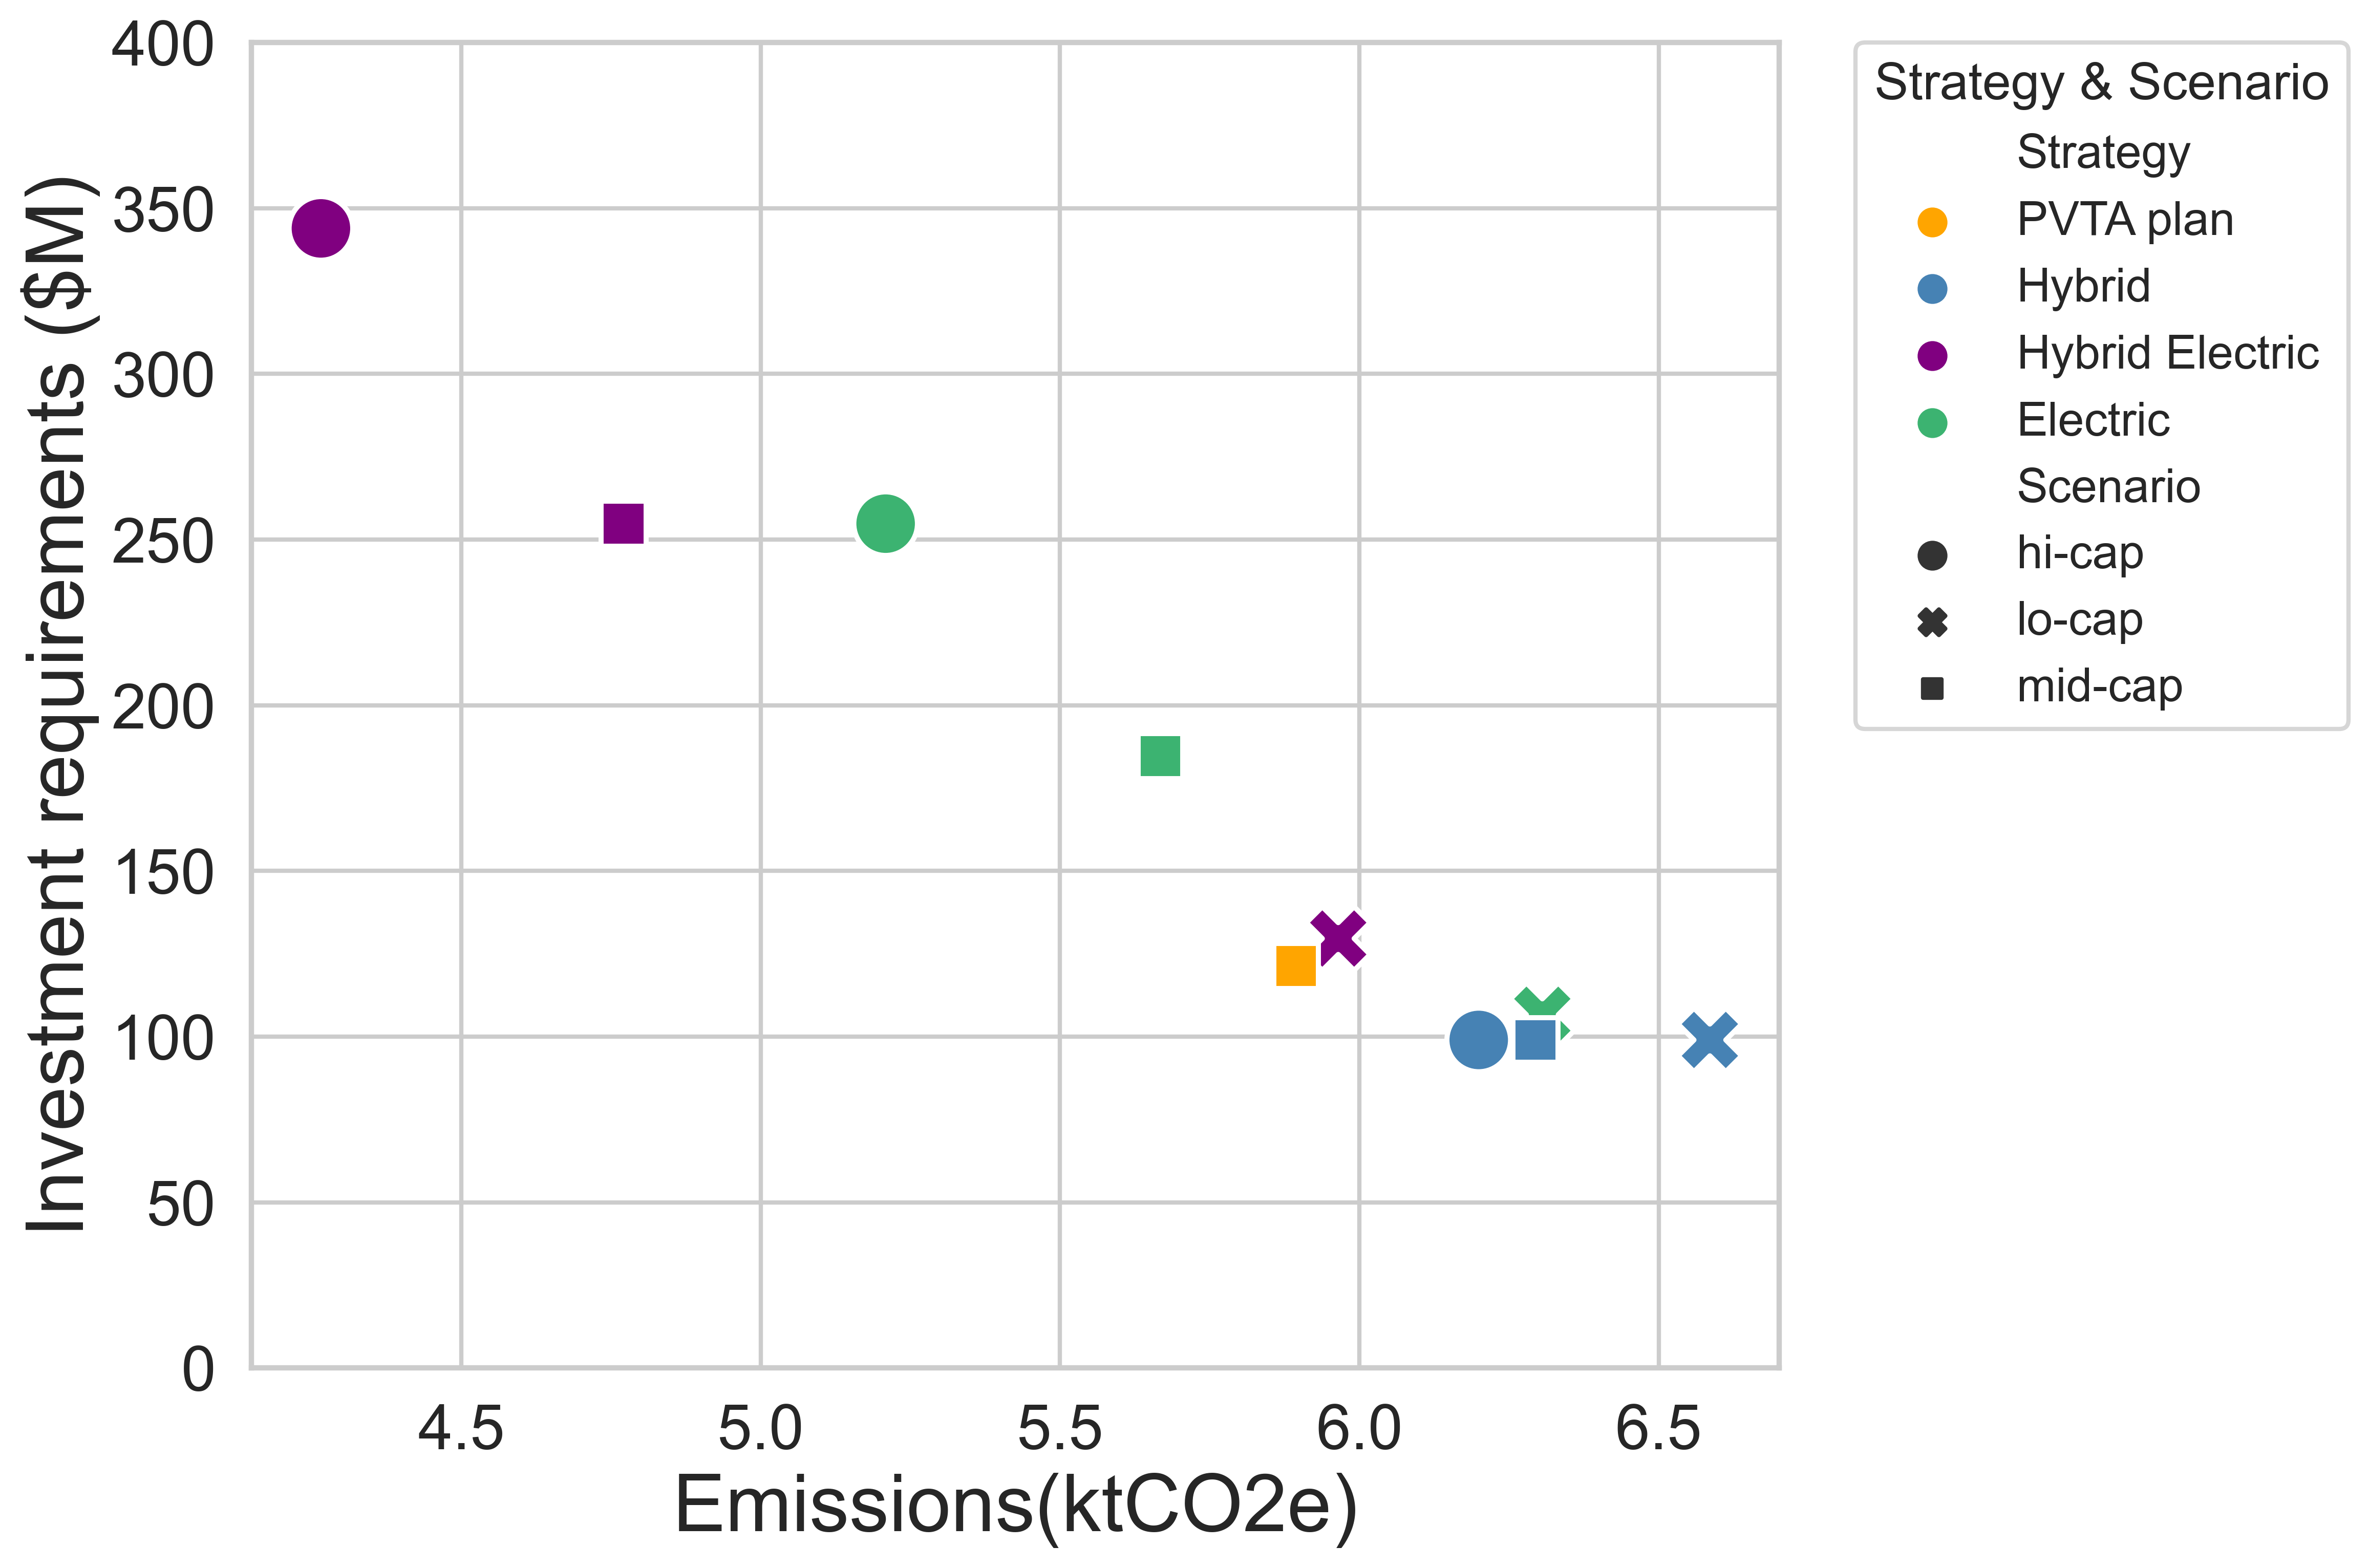 400
350
300
250
200
150
100
50
0
Investment requirements ($M)
4.5 5.0 5.5 6.0 6.5
Emissions(ktCO2e)
Strategy & Scenario
Strategy
PVTA plan
Hybrid
Hybrid Electric
Electric
Scenario
hi-cap
lo-cap
mid-cap